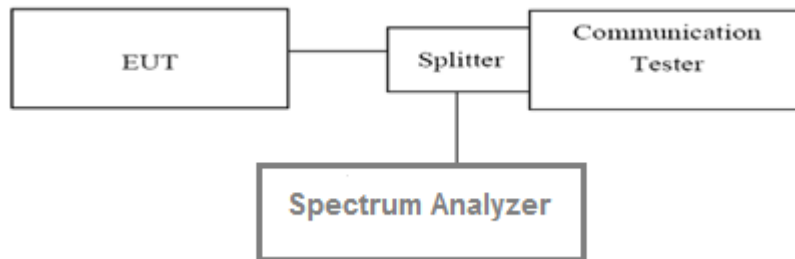 EUT
Splitter
Communication
Tester
Spectrum Analyzer